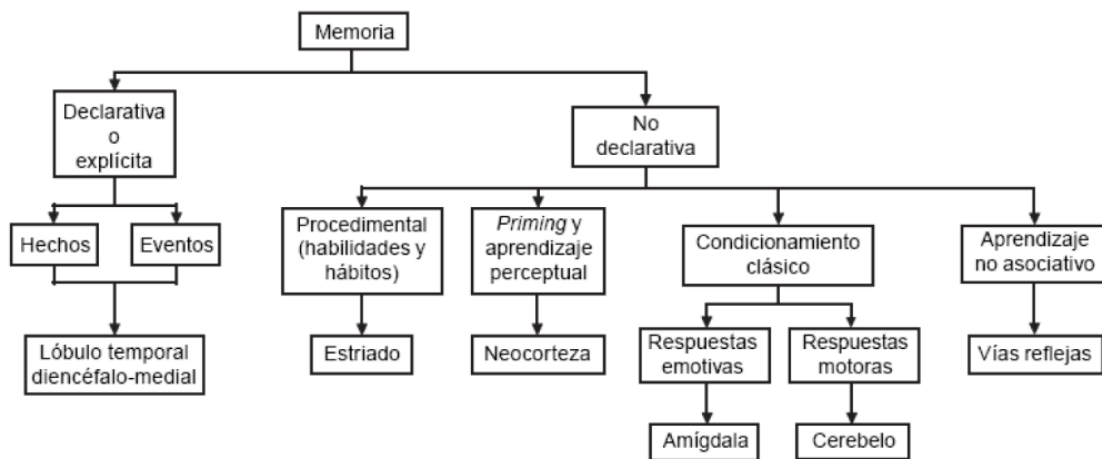 Memoria
Declarativa
o
explícita
No
declarativa
Hechos
Eventos
Procedimental
(habilidades y
hábitos)
Priming y
aprendizaje
perceptual
Condicionamiento
clásico
Aprendizaje
no asociativo
Lóbulo temporal
diencéfalo-medial
Estriado
Neocorteza
Respuestas
emotivas
Respuestas
motoras
Vías reflejas
Amígdala
Cerebelo